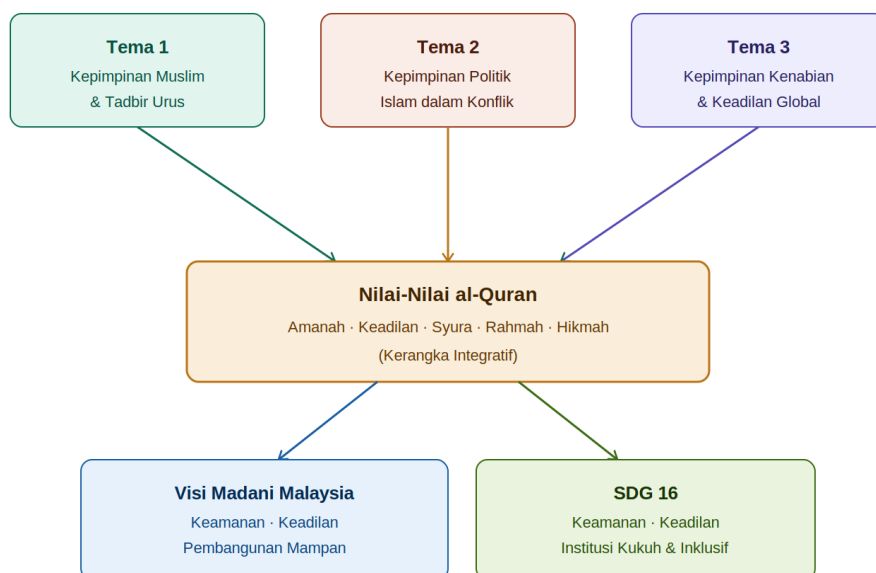 Tema 1
Kepimpinan Muslim
& Tadbir Urus
Tema 2
Kepimpinan Politik
Islam dalam Konflik
Tema 3
Kepimpinan Kenabian
& Keadilan Global
Nilai-Nilai al-Quran
Amanah · Keadilan · Syura · Rahmah · Hikmah
(Kerangka Integratif)
Visi Madani Malaysia
Keamanan · Keadilan
Pembangunan Mampan
SDG 16
Keamanan · Keadilan
Institusi Kukuh & Inklusif